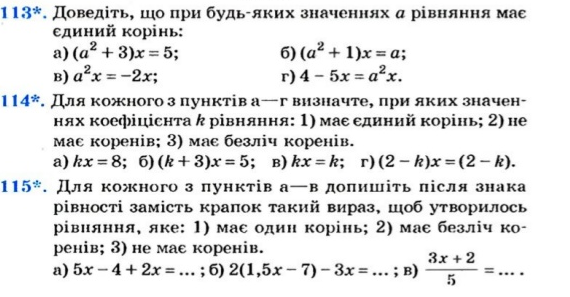 113*. Доведіть, що при будь-яких значеннях a рівняння має
єдиний корінь:
а) (a² + 3)x = 5; б) (a² + 1)x = a;
в) a²x = −2x; г) 4 − 5x = a²x.
114*. Для кожного з пунктів а—г визначте, при яких значен-
нях коефіцієнта k рівняння: 1) має єдиний корінь; 2) не
має коренів; 3) має безліч коренів.
а) kx = 8; б) (k + 3)x = 5; в) kx = k; г) (2 − k)x = (2 − k).
115*. Для кожного з пунктів а—в допишіть після знака
рівності замість крапок такий вираз, щоб утворилось
рівняння, яке: 1) має один корінь; 2) має безліч ко-
ренів; 3) не має коренів.
а) 5x − 4 + 2x = ... ; б) 2(1,5x − 7) − 3x = ... ; в) (3x + 2)/5 = ... .